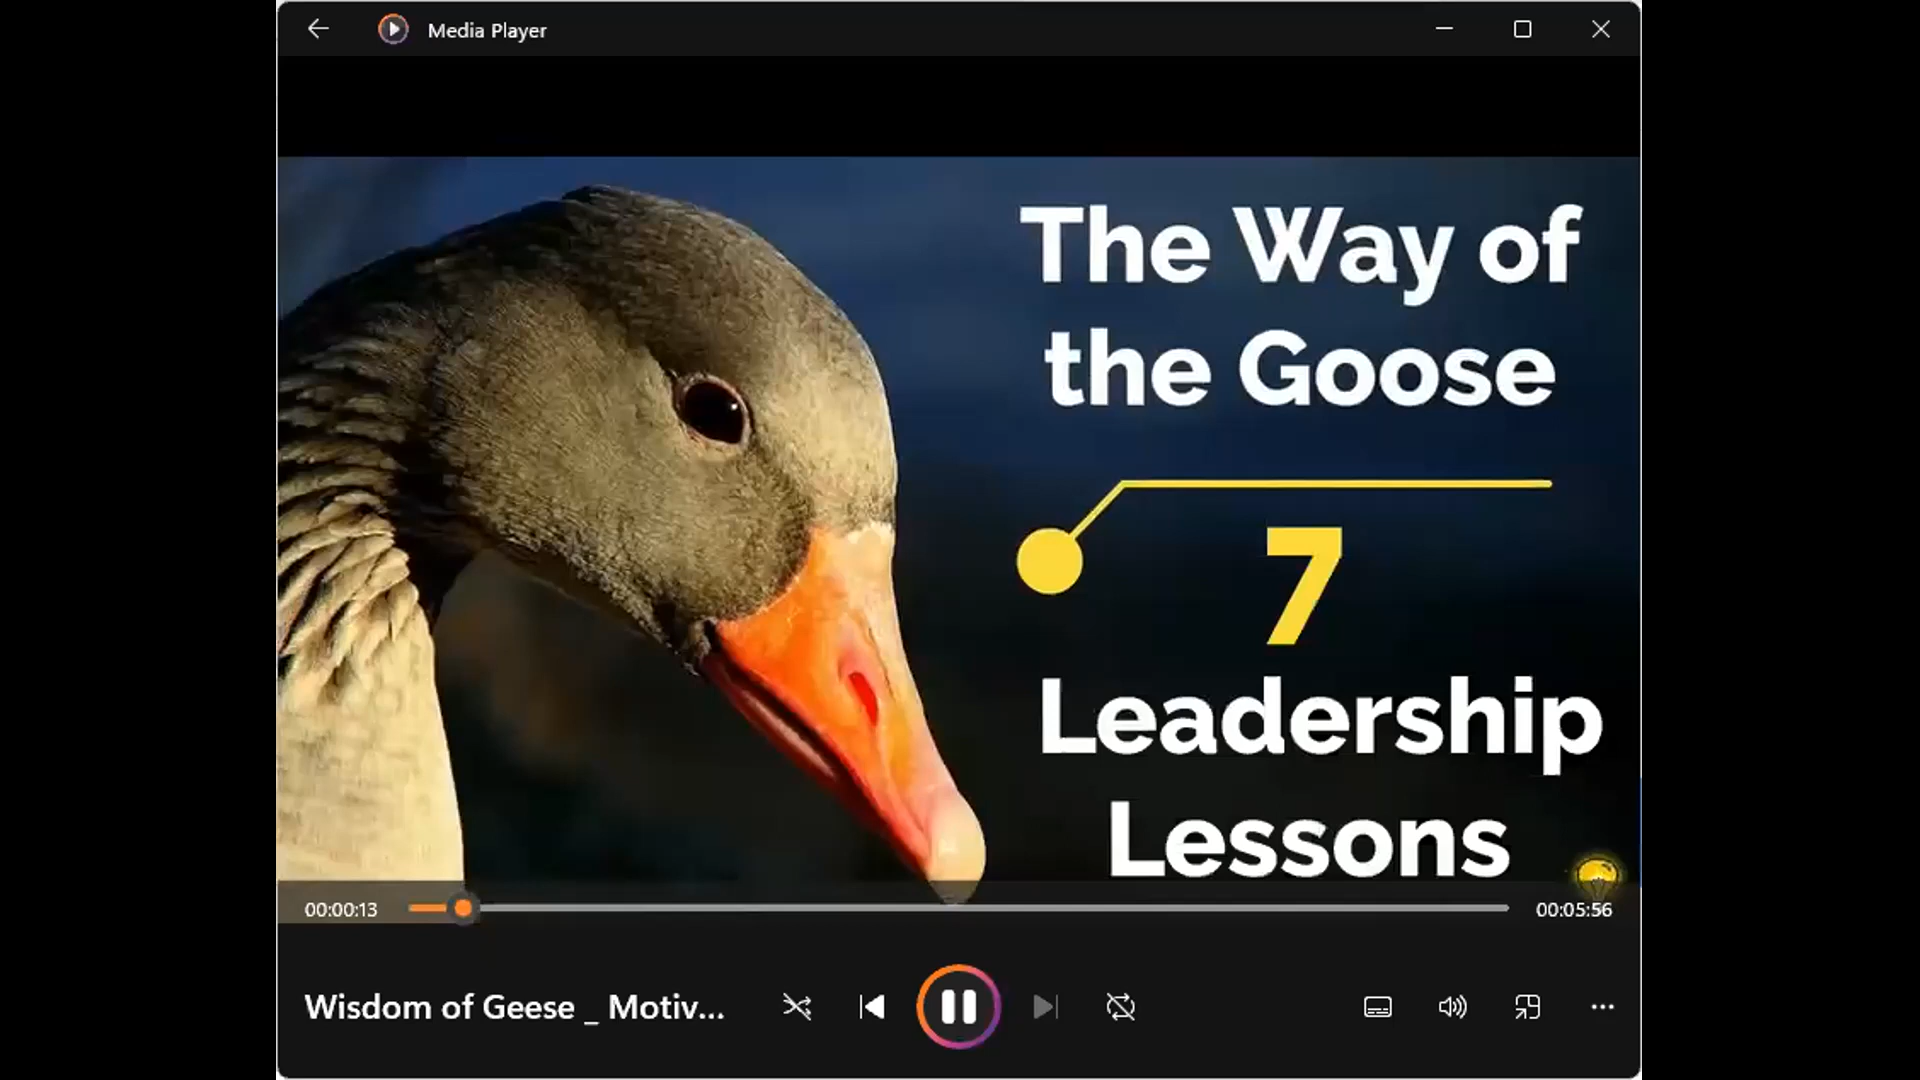 Media Player
The Way of
the Goose
7
Leadership
Lessons
00:00:13
00:05:56
Wisdom of Geese _ Motiv...